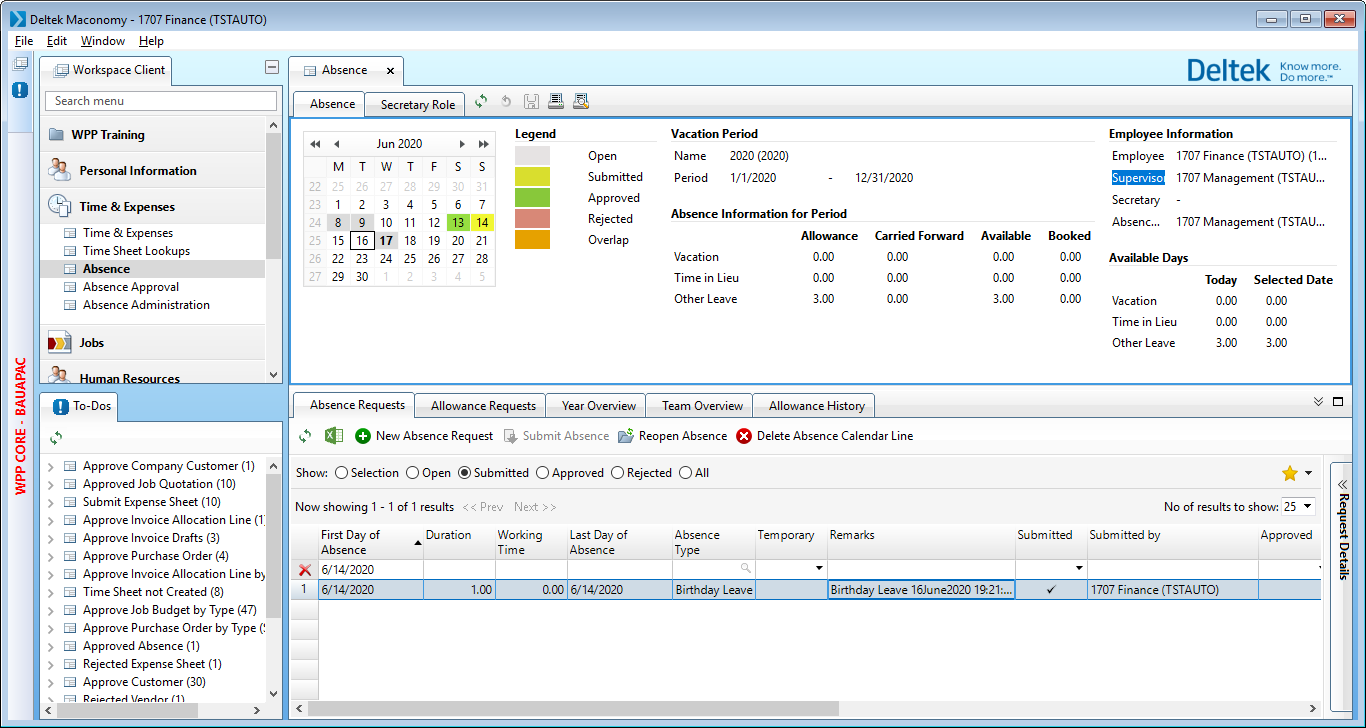 Deltek Maconomy - 1707 Finance (TSTAUTO)
File Edit Window Help
Workspace Client
Search menu
WPP Training
Personal Information
Time & Expenses
Time & Expenses
Time Sheet Lookups
Absence
Absence Approval
Absence Administration
Jobs
Human Resources
WPP CORE - BAUAPAC
To-Dos
Approve Company Customer (1)
Approved Job Quotation (10)
Submit Expense Sheet (10)
Approve Invoice Allocation Line (1)
Approve Invoice Drafts (3)
Approve Purchase Order (4)
Approve Invoice Allocation Line by
Time Sheet not Created (8)
Approve Job Budget by Type (47)
Approve Purchase Order by Type (
Approved Absence (1)
Rejected Expense Sheet (1)
Approve Customer (30)
Rejected Vendor (1)
Absence
Deltek Know more.
Do more.™
Absence Secretary Role
Jun 2020
M T W T F S S
22 25 26 27 28 29 30 31
23 1 2 3 4 5 6 7
24 8 9 10 11 12 13 14
25 15 16 17 18 19 20 21
26 22 23 24 25 26 27 28
27 29 30 1 2 3 4 5
Legend
Open
Submitted
Approved
Rejected
Overlap
Vacation Period
Name 2020 (2020)
Period 1/1/2020 - 12/31/2020
Absence Information for Period
Allowance Carried Forward Available Booked
Vacation 0.00 0.00 0.00 0.00
Time in Lieu 0.00 0.00 0.00 0.00
Other Leave 3.00 0.00 3.00 0.00
Employee Information
Employee 1707 Finance (TSTAUTO) (1...
Supervisor 1707 Management (TSTAU...
Secretary -
Absenc... 1707 Management (TSTAU...
Available Days
Today Selected Date
Vacation 0.00 0.00
Time in Lieu 0.00 0.00
Other Leave 3.00 3.00
Absence Requests Allowance Requests Year Overview Team Overview Allowance History
New Absence Request Submit Absence Reopen Absence Delete Absence Calendar Line
Show: Selection Open Submitted Approved Rejected All
Now showing 1 - 1 of 1 results << Prev Next >> No of results to show: 25
First Day of Absence Duration Working Time Last Day of Absence Absence Type Temporary Remarks Submitted Submitted by Approved
6/14/2020
1 6/14/2020 1.00 0.00 6/14/2020 Birthday Leave Birthday Leave 16June2020 19:21:... ✓ 1707 Finance (TSTAUTO)
Request Details